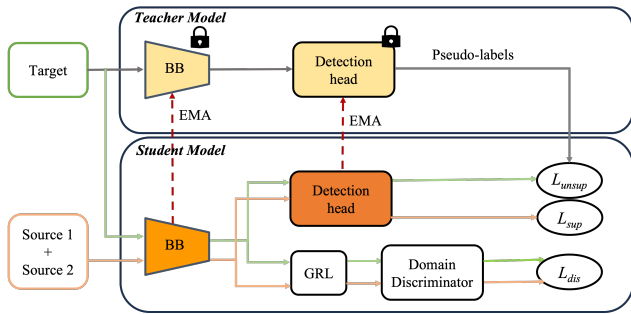 Teacher Model
Target
BB
Detection
head
Pseudo-labels
EMA
EMA
Student Model
Source 1
+
Source 2
BB
Detection
head
L_unsup
L_sup
GRL
Domain
Discriminator
L_dis